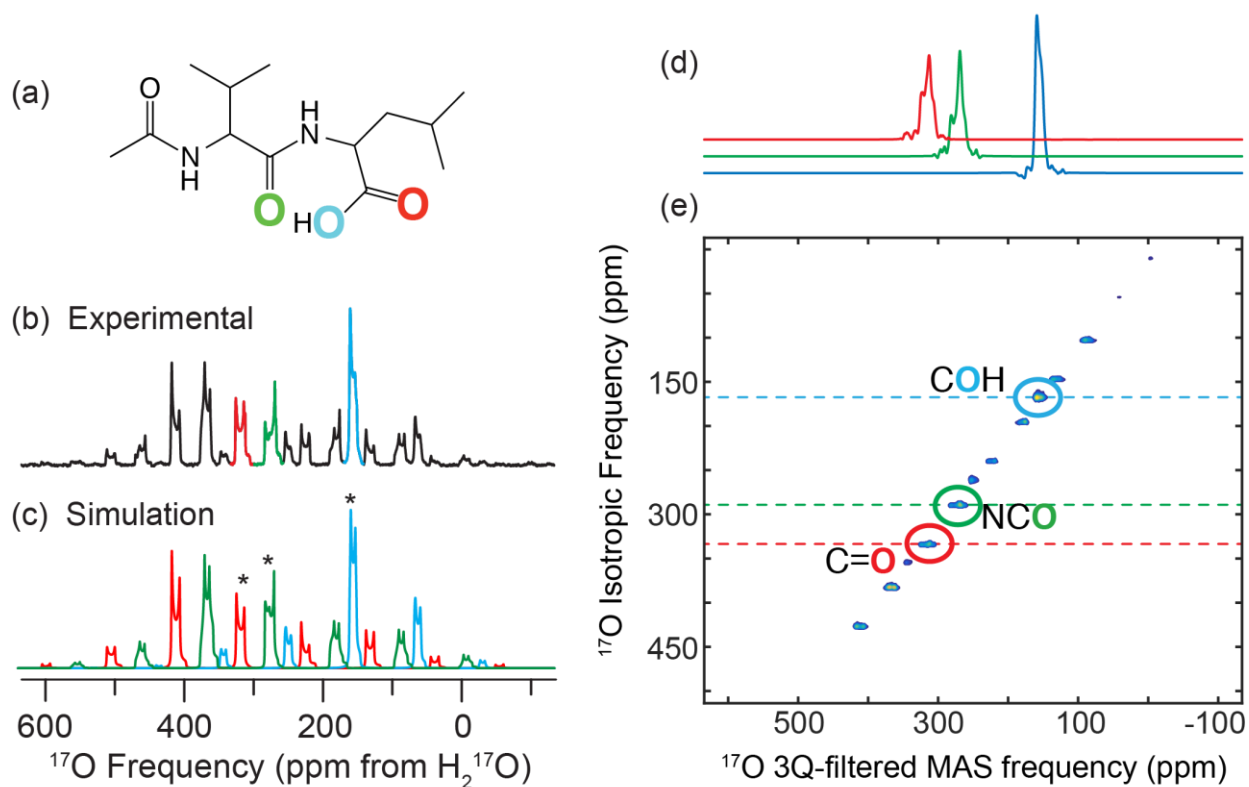 (a)
O
H
N
N
H
O
HO
O
(b) Experimental
(c) Simulation
*
*
*
600
400
200
0
¹⁷O Frequency (ppm from H₂¹⁷O)
(d)
(e)
¹⁷O Isotropic Frequency (ppm)
150
300
450
COH
NCO
C=O
500
300
100
-100
¹⁷O 3Q-filtered MAS frequency (ppm)